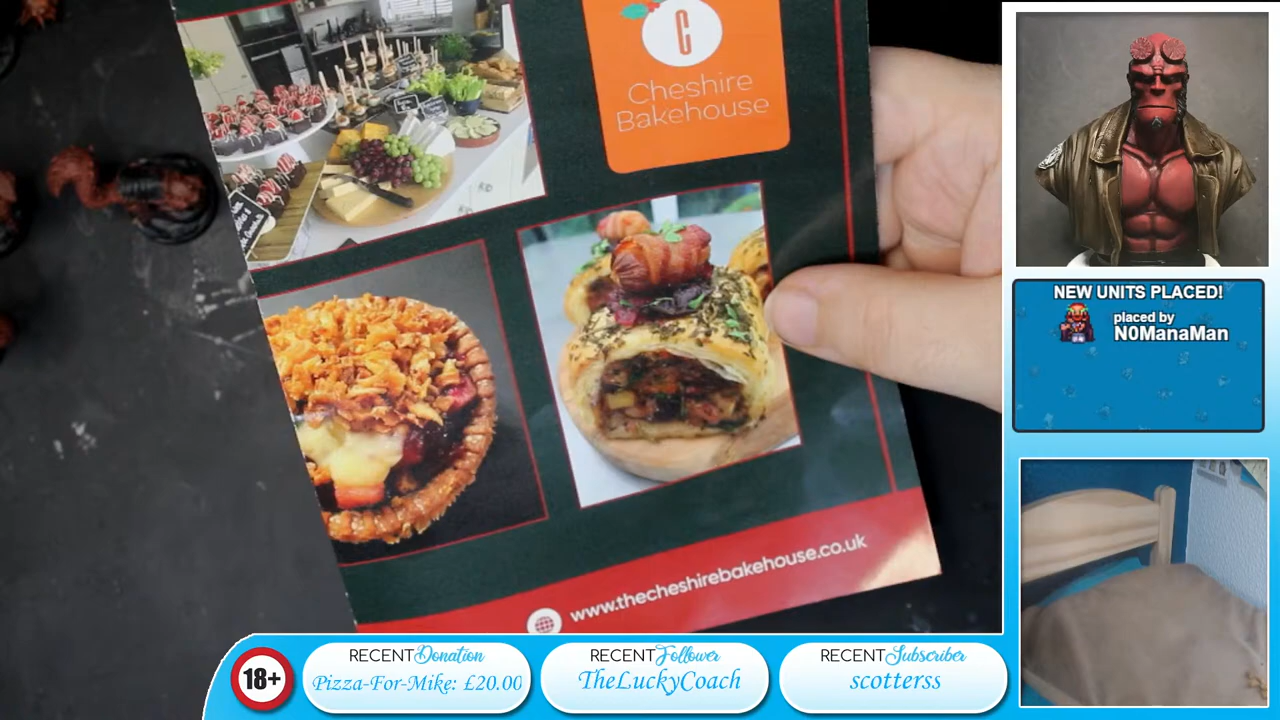 C
Cheshire
Bakehouse
www.thecheshirebakehouse.co.uk
NEW UNITS PLACED!
placed by
N0ManaMan
18+
RECENT Donation
Pizza-For-Mike: £20.00
RECENT Follower
TheLuckyCoach
RECENT Subscriber
scotterss